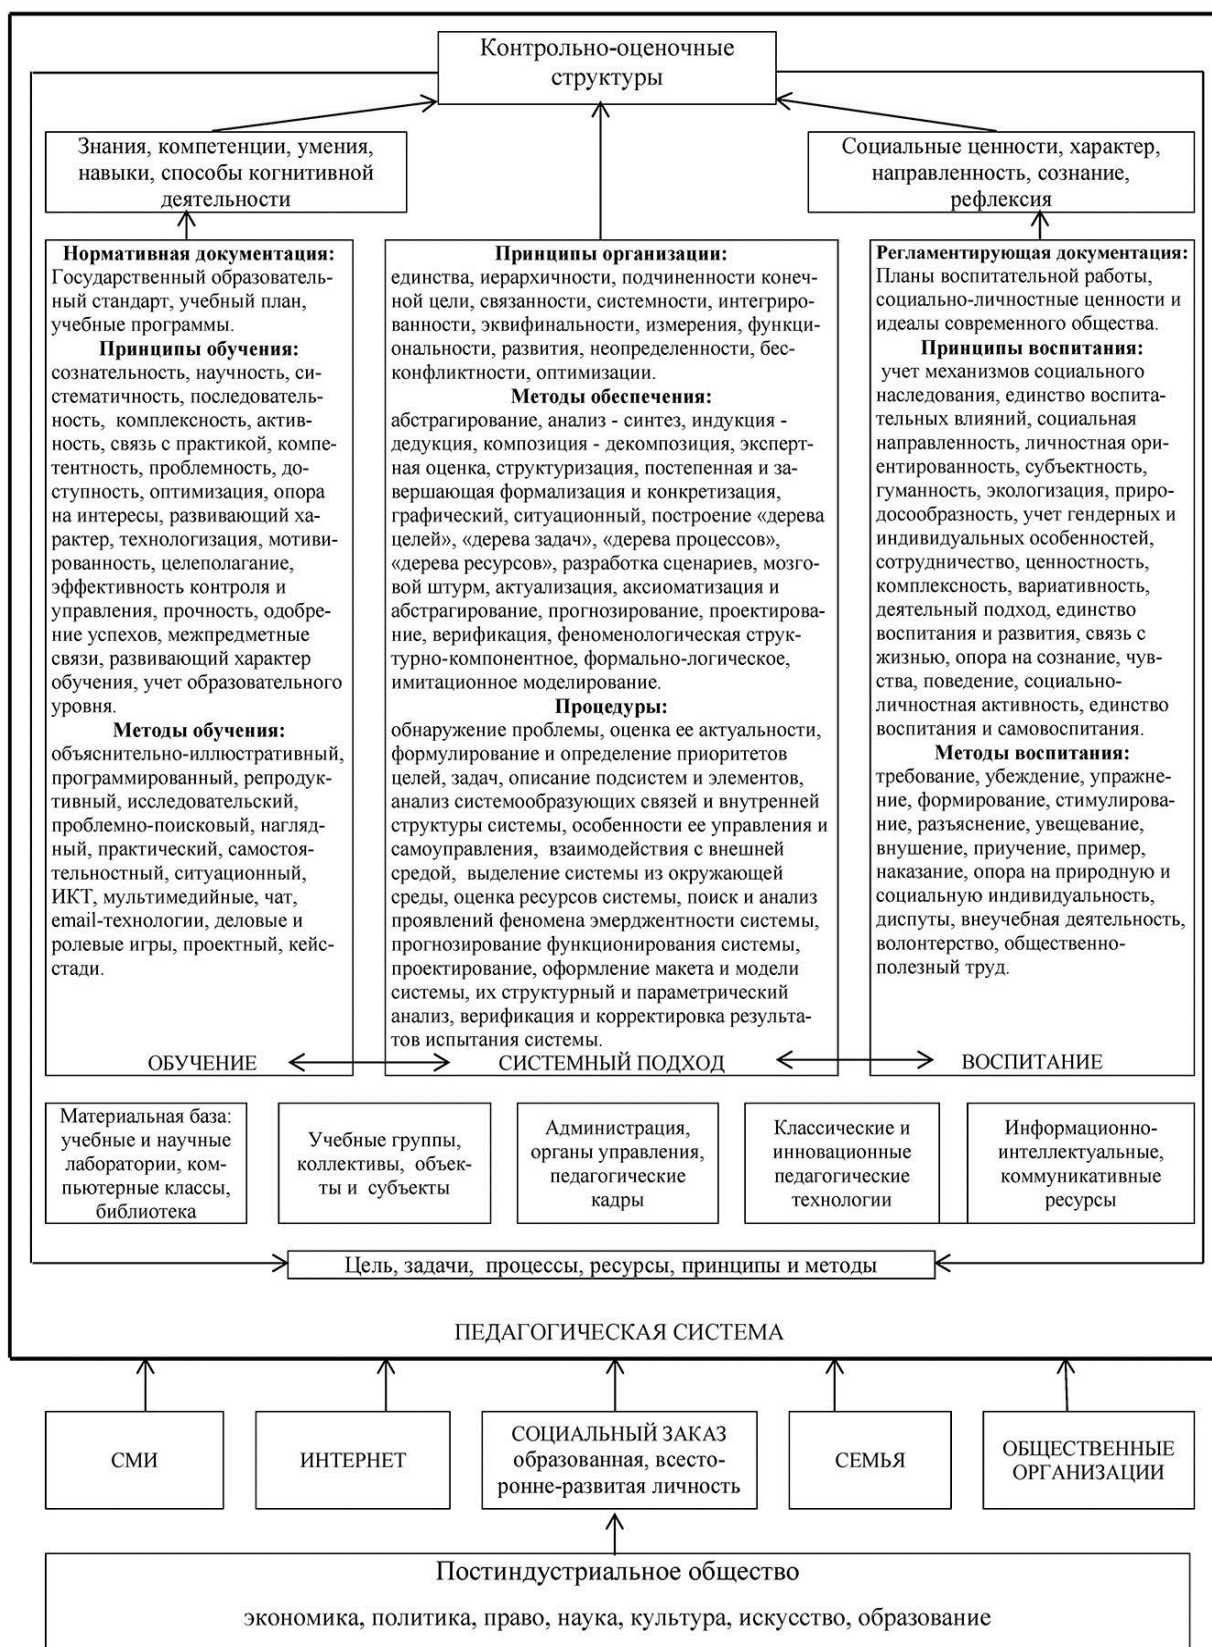 Контрольно-оценочные
структуры
Знания, компетенции, умения,
навыки, способы когнитивной
деятельности
Социальные ценности, характер,
направленность, сознание,
рефлексия
Нормативная документация:
Государственный образователь-
ный стандарт, учебный план,
учебные программы.
Принципы обучения:
сознательность, научность, си-
стематичность, последователь-
ность, комплексность, актив-
ность, связь с практикой, компе-
тентность, проблемность, до-
ступность, оптимизация, опора
на интересы, развивающий ха-
рактер, технологизация, мотиви-
рованность, целеполагание,
эффективность контроля и
управления, прочность, одобре-
ние успехов, межпредметные
связи, развивающий характер
обучения, учет образовательного
уровня.
Методы обучения:
объяснительно-иллюстративный,
программированный, репродук-
тивный, исследовательский,
проблемно-поисковый, нагляд-
ный, практический, самостоя-
тельностный, ситуационный,
ИКТ, мультимедийные, чат,
email-технологии, деловые и
ролевые игры, проектный, кейс-
стади.
ОБУЧЕНИЕ
Принципы организации:
единства, иерархичности, подчиненности конеч-
ной цели, связанности, системности, интегриро-
ванности, эквифинальности, измерения, функци-
ональности, развития, неопределенности, бес-
конфликтности, оптимизации.
Методы обеспечения:
абстрагирование, анализ - синтез, индукция -
дедукция, композиция - декомпозиция, эксперт-
ная оценка, структуризация, постепенная и за-
вершающая формализация и конкретизация,
графический, ситуационный, построение «дерева
целей», «дерева задач», «дерева процессов»,
«дерева ресурсов», разработка сценариев, мозго-
вой штурм, актуализация, аксиоматизация и
абстрагирование, прогнозирование, проектирова-
ние, верификация, феноменологическая струк-
турно-компонентное, формально-логическое,
имитационное моделирование.
Процедуры:
обнаружение проблемы, оценка ее актуальности,
формулирование и определение приоритетов
целей, задач, описание подсистем и элементов,
анализ системообразующих связей и внутренней
структуры системы, особенности ее управления и
самоуправления, взаимодействия с внешней
средой, выделение системы из окружающей
среды, оценка ресурсов системы, поиск и анализ
проявлений феномена эмерджентности системы,
прогнозирование функционирования системы,
проектирование, оформление макета и модели
системы, их структурный и параметрический
анализ, верификация и корректировка результа-
тов испытания системы.
СИСТЕМНЫЙ ПОДХОД
Регламентирующая документация:
Планы воспитательной работы,
социально-личностные ценности и
идеалы современного общества.
Принципы воспитания:
учет механизмов социального
наследования, единство воспита-
тельных влияний, социальная
направленность, личностная ори-
ентированность, субъектность,
гуманность, экологизация, приро-
досообразность, учет гендерных и
индивидуальных особенностей,
сотрудничество, ценностность,
комплексность, вариативность,
деятельный подход, единство
воспитания и развития, связь с
жизнью, опора на сознание, чув-
ства, поведение, социально-
личностная активность, единство
воспитания и самовоспитания.
Методы воспитания:
требование, убеждение, упражне-
ние, формирование, стимулирова-
ние, разъяснение, увещевание,
внушение, приучение, пример,
наказание, опора на природную и
социальную индивидуальность,
диспуты, внеучебная деятельность,
волонтерство, общественно-
полезный труд.
ВОСПИТАНИЕ
Материальная база:
учебные и научные
лаборатории, ком-
пьютерные классы,
библиотека
Учебные группы,
коллективы, объек-
ты и субъекты
Администрация,
органы управления,
педагогические
кадры
Классические и
инновационные
педагогические
технологии
Информационно-
интеллектуальные,
коммуникативные
ресурсы
Цель, задачи, процессы, ресурсы, принципы и методы
ПЕДАГОГИЧЕСКАЯ СИСТЕМА
СМИ
ИНТЕРНЕТ
СОЦИАЛЬНЫЙ ЗАКАЗ
образованная, всесто-
ронне-развитая личность
СЕМЬЯ
ОБЩЕСТВЕННЫЕ
ОРГАНИЗАЦИИ
Постиндустриальное общество
экономика, политика, право, наука, культура, искусство, образование